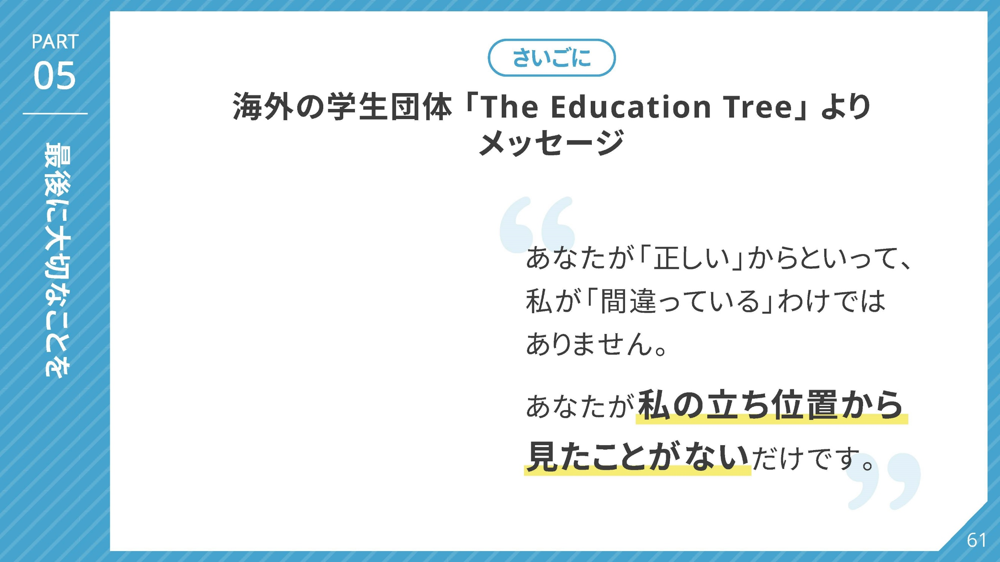 PART
05
最後に大切なことを
さいごに
海外の学生団体「The Education Tree」より
メッセージ
あなたが「正しい」からといって、
私が「間違っている」わけでは
ありません。
あなたが私の立ち位置から
見たことがないだけです。
61